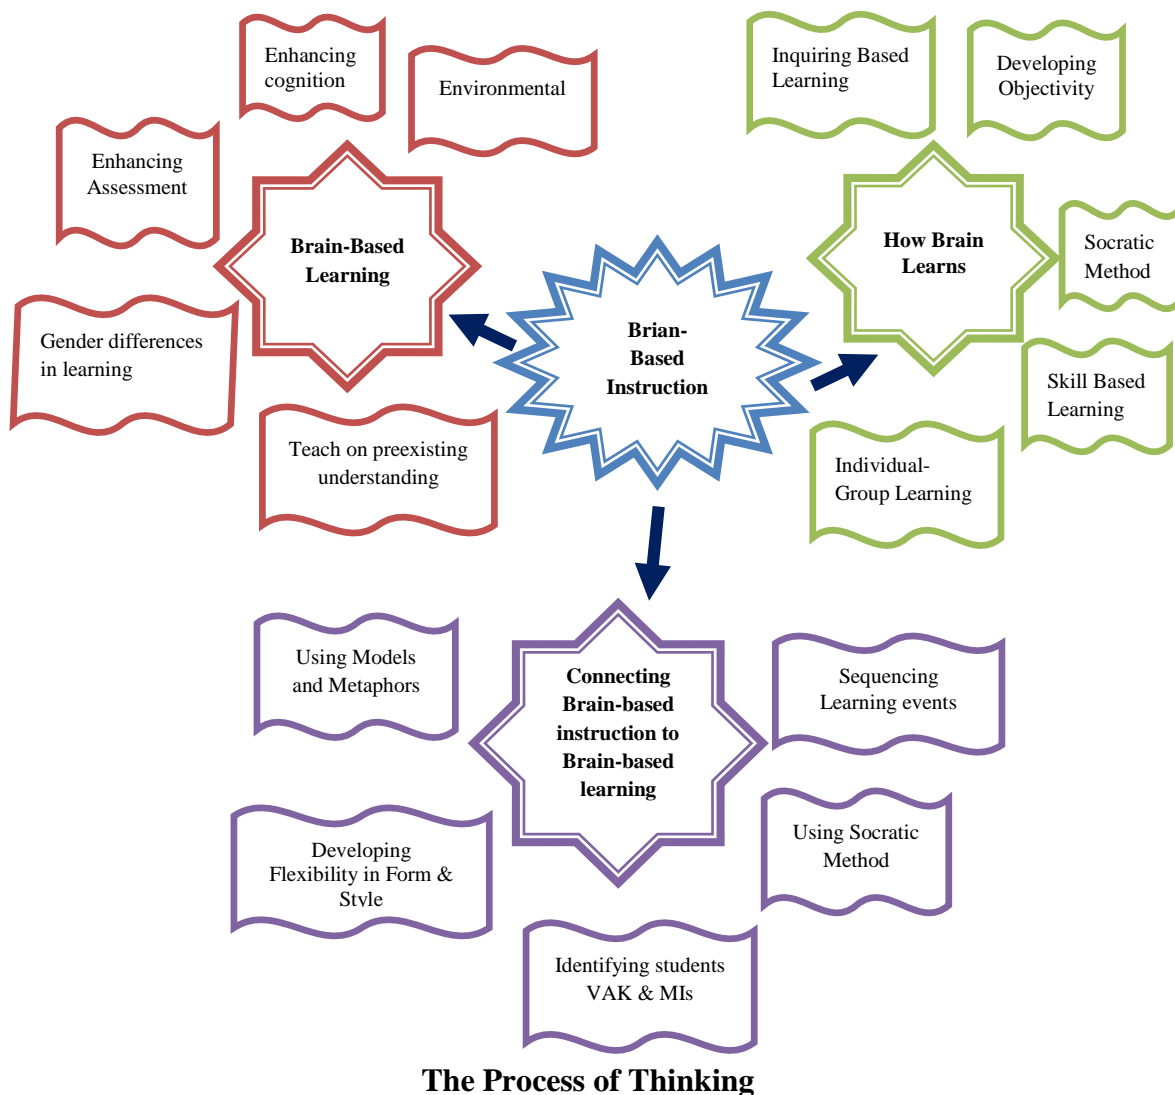 Enhancing
cognition
Environmental
Enhancing
Assessment
Brain-Based
Learning
Gender differences
in learning
Teach on preexisting
understanding
Brian-
Based
Instruction
Inquiring Based
Learning
Developing
Objectivity
How Brain
Learns
Socratic
Method
Skill Based
Learning
Individual-
Group Learning
Using Models
and Metaphors
Connecting
Brain-based
instruction to
Brain-based
learning
Sequencing
Learning events
Using Socratic
Method
Developing
Flexibility in Form &
Style
Identifying students
VAK & MIs
The Process of Thinking